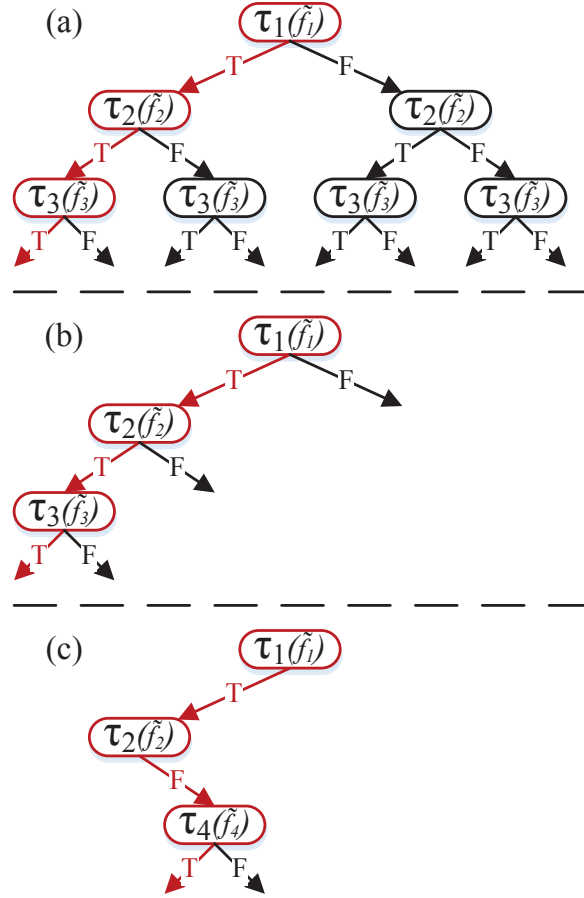 (a)
τ1(f̃1)
T F
τ2(f̃2) τ2(f̃2)
T F T F
τ3(f̃3) τ3(f̃3) τ3(f̃3) τ3(f̃3)
T F T F T F T F
(b)
τ1(f̃1)
T F
τ2(f̃2)
T F
τ3(f̃3)
T F
(c)
τ1(f̃1)
T
τ2(f̃2)
F
τ4(f̃4)
T F